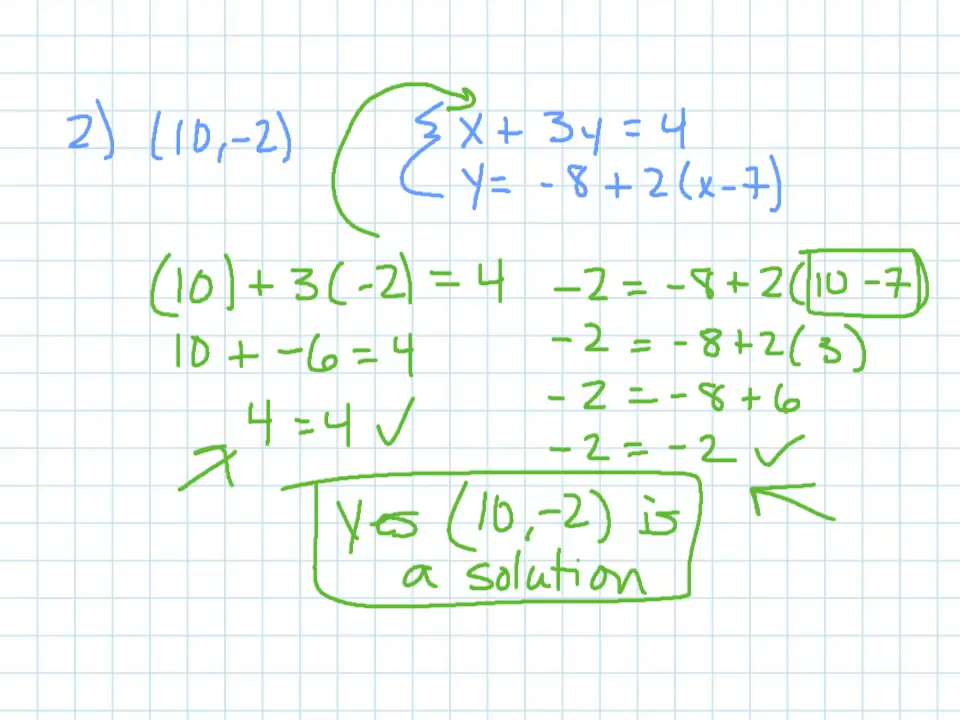 2) (10,-2) { x + 3y = 4
y = -8 + 2(x-7)
(10) + 3(-2) = 4
10 + -6 = 4
4 = 4 ✓
-2 = -8 + 2(10-7)
-2 = -8 + 2(3)
-2 = -8 + 6
-2 = -2 ✓
Yes (10,-2) is
a solution